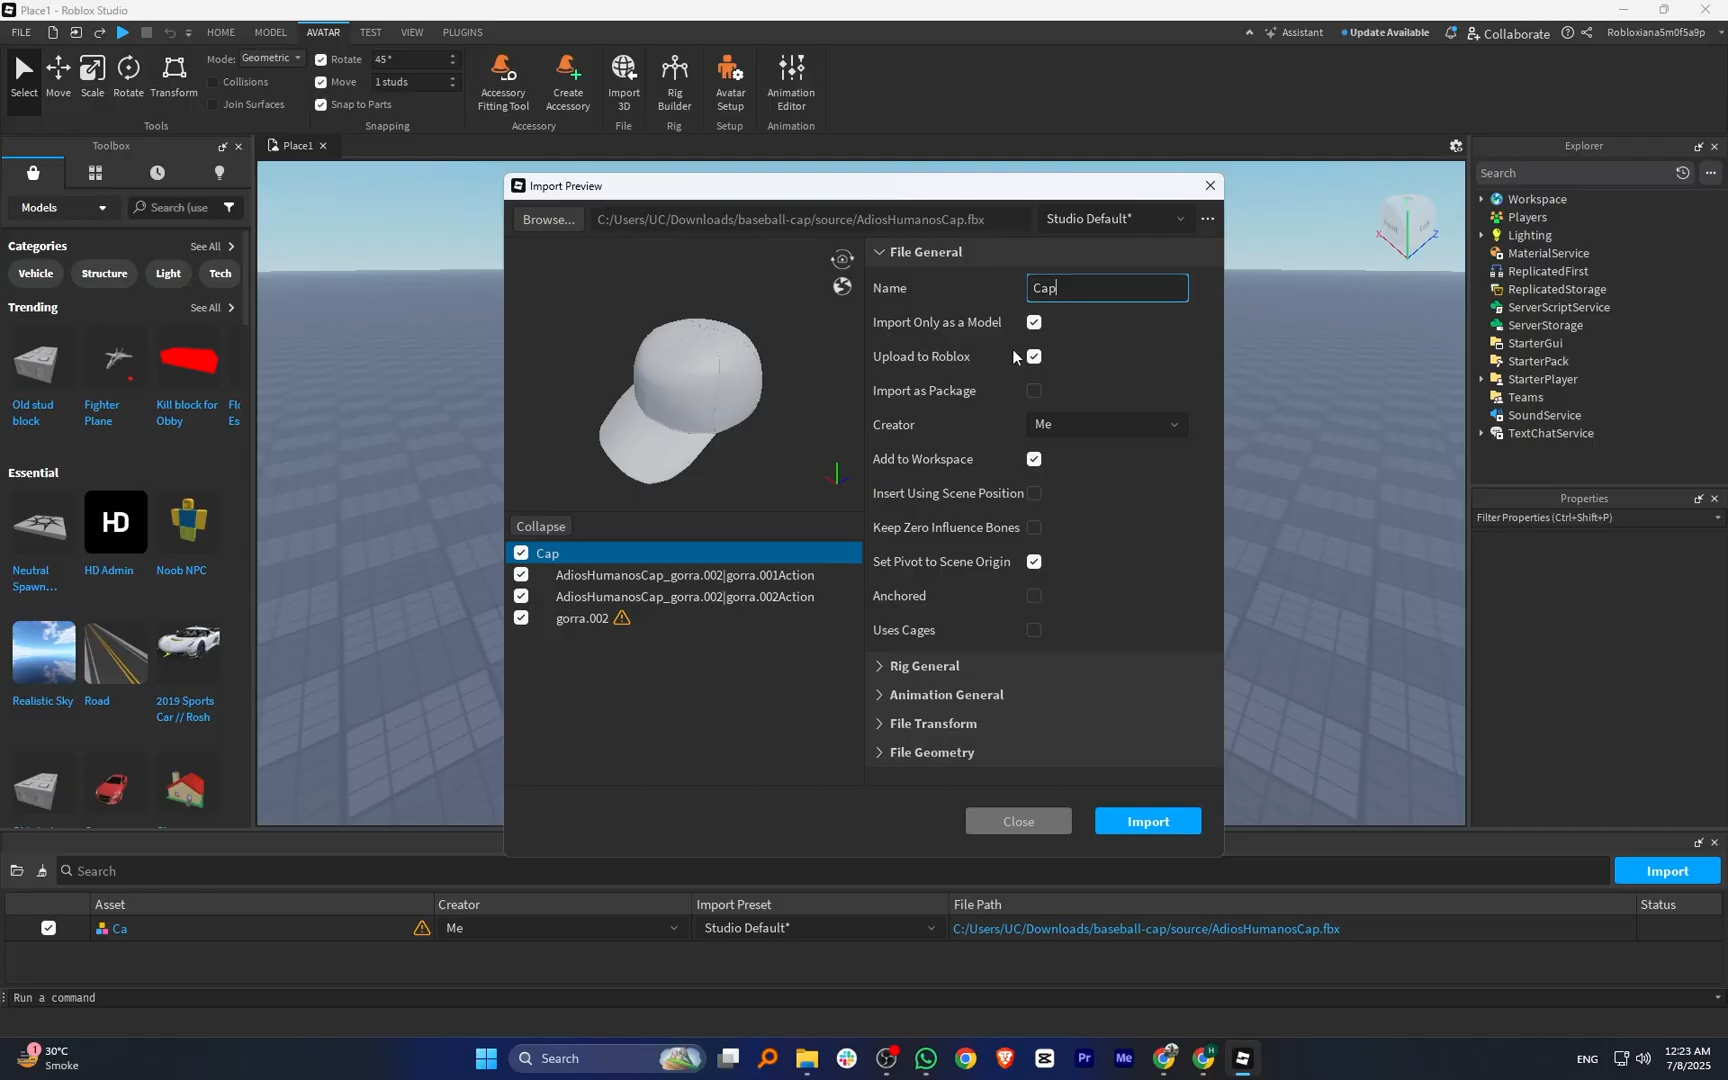 Place1 - Roblox Studio
FILE HOME MODEL AVATAR TEST VIEW PLUGINS Assistant Update Available Collaborate Robloxiana5m0f5a9p
Select Move Scale Rotate Transform
Mode: Geometric
Collisions
Join Surfaces
Tools
Rotate 45°
Move 1 studs
Snap to Parts
Snapping
Accessory Fitting Tool
Create Accessory
Accessory
Import 3D
File
Rig Builder
Rig
Avatar Setup
Setup
Animation Editor
Animation
Toolbox
Models
Search (use
Categories See All
Vehicle Structure Light Tech
Trending See All
Old stud block
Fighter Plane
Kill block for Obby
Essential
Neutral Spawn...
HD
HD Admin
Noob NPC
Realistic Sky
Road
2019 Sports Car // Rosh
Place1
Import Preview
Browse... C:/Users/UC/Downloads/baseball-cap/source/AdiosHumanosCap.fbx Studio Default*
Collapse
Cap
AdiosHumanosCap_gorra.002|gorra.001Action
AdiosHumanosCap_gorra.002|gorra.002Action
gorra.002
File General
Name Cap
Import Only as a Model
Upload to Roblox
Import as Package
Creator Me
Add to Workspace
Insert Using Scene Position
Keep Zero Influence Bones
Set Pivot to Scene Origin
Anchored
Uses Cages
Rig General
Animation General
File Transform
File Geometry
Close Import
Explorer
Search
Workspace
Players
Lighting
MaterialService
ReplicatedFirst
ReplicatedStorage
ServerScriptService
ServerStorage
StarterGui
StarterPack
StarterPlayer
Teams
SoundService
TextChatService
Properties
Filter Properties (Ctrl+Shift+P)
X Z
Search Import
Asset Creator Import Preset File Path Status
Ca Me Studio Default* C:/Users/UC/Downloads/baseball-cap/source/AdiosHumanosCap.fbx
Run a command
1
30°C
Smoke
Search
Pr Me
ENG
12:23 AM
7/8/2025